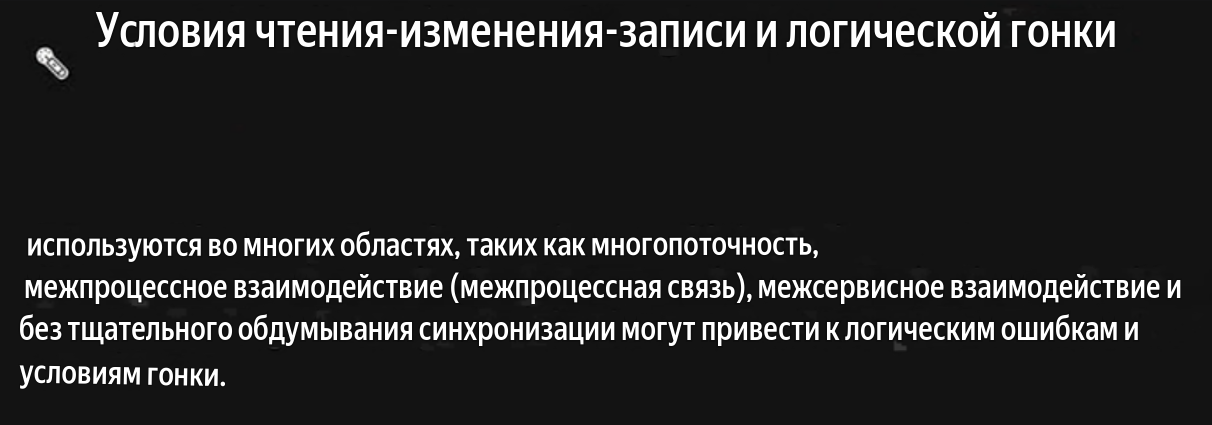 Условия чтения-изменения-записи и логической гонки
используются во многих областях, таких как многопоточность,
межпроцессное взаимодействие (межпроцессная связь), межсервисное взаимодействие и
без тщательного обдумывания синхронизации могут привести к логическим ошибкам и
условиям гонки.